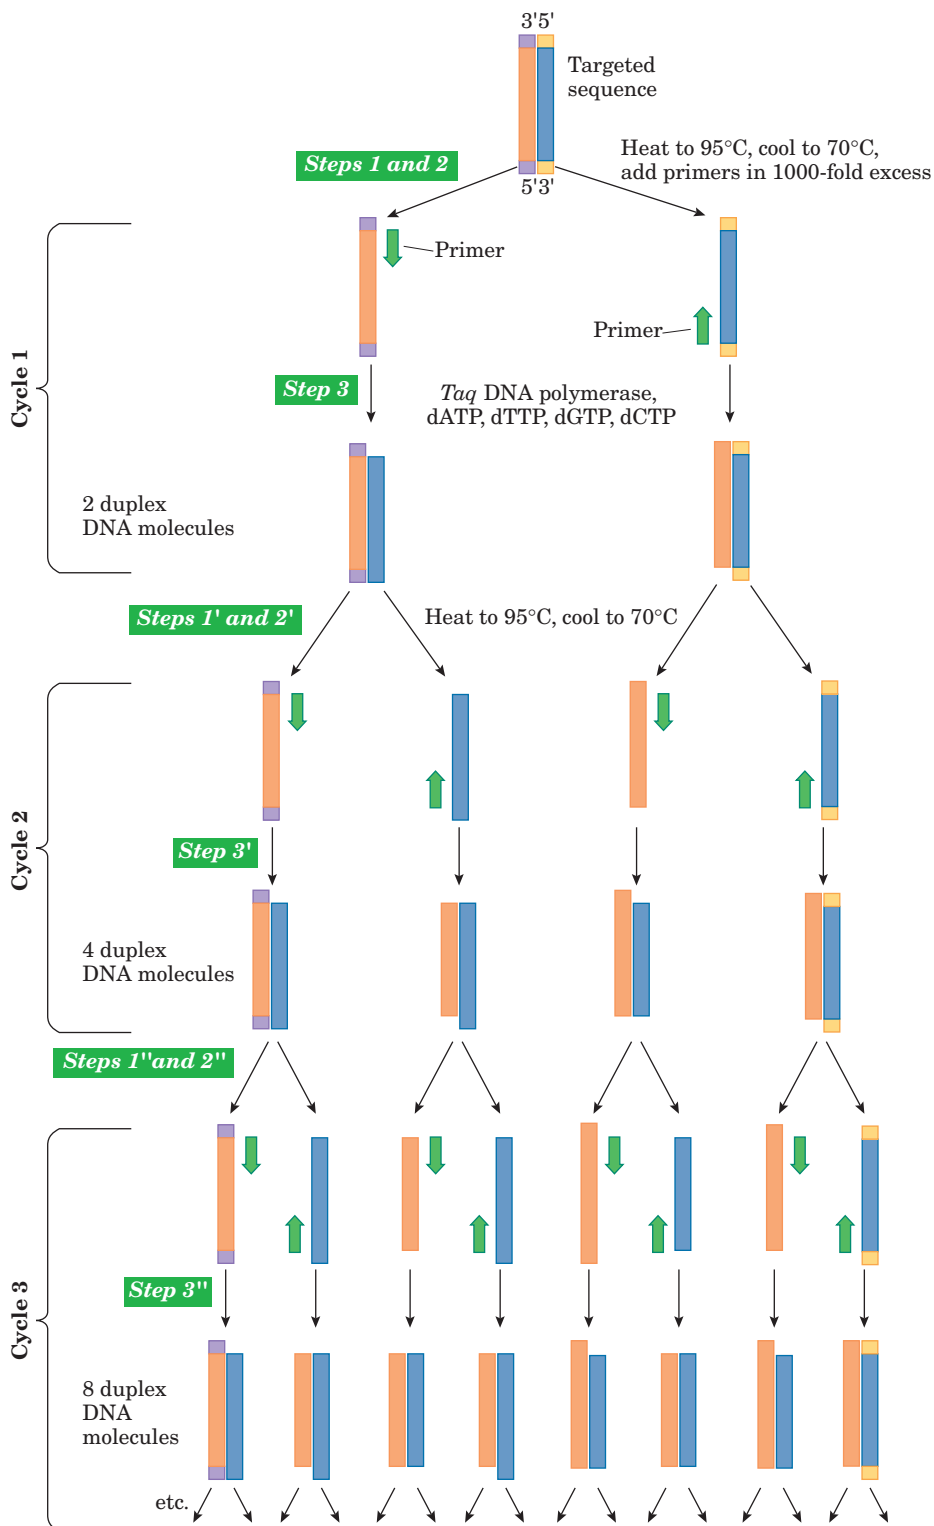 3'5'
Targeted
sequence
Heat to 95°C, cool to 70°C,
add primers in 1000-fold excess
Steps 1 and 2
5'3'
Primer
Primer
Cycle 1
Step 3
Taq DNA polymerase,
dATP, dTTP, dGTP, dCTP
2 duplex
DNA molecules
Steps 1' and 2'
Heat to 95°C, cool to 70°C
Cycle 2
Step 3'
4 duplex
DNA molecules
Steps 1"and 2"
Cycle 3
Step 3"
8 duplex
DNA
molecules
etc.